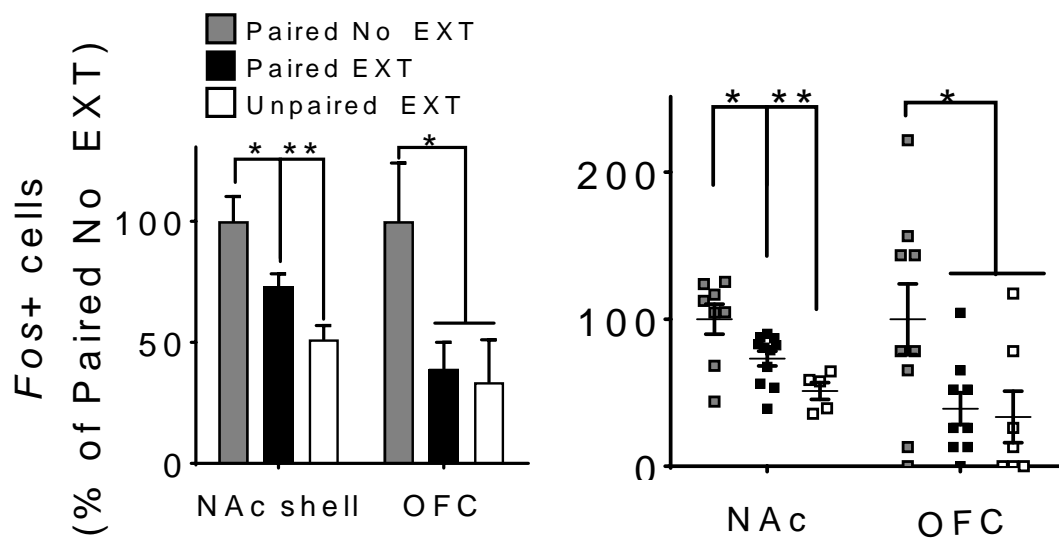 Paired No EXT
Paired EXT
Unpaired EXT
Fos+ cells
(% of Paired No EXT)
* ** *
100
50
0
NAc shell OFC
* ** *
200
100
0
NAc OFC